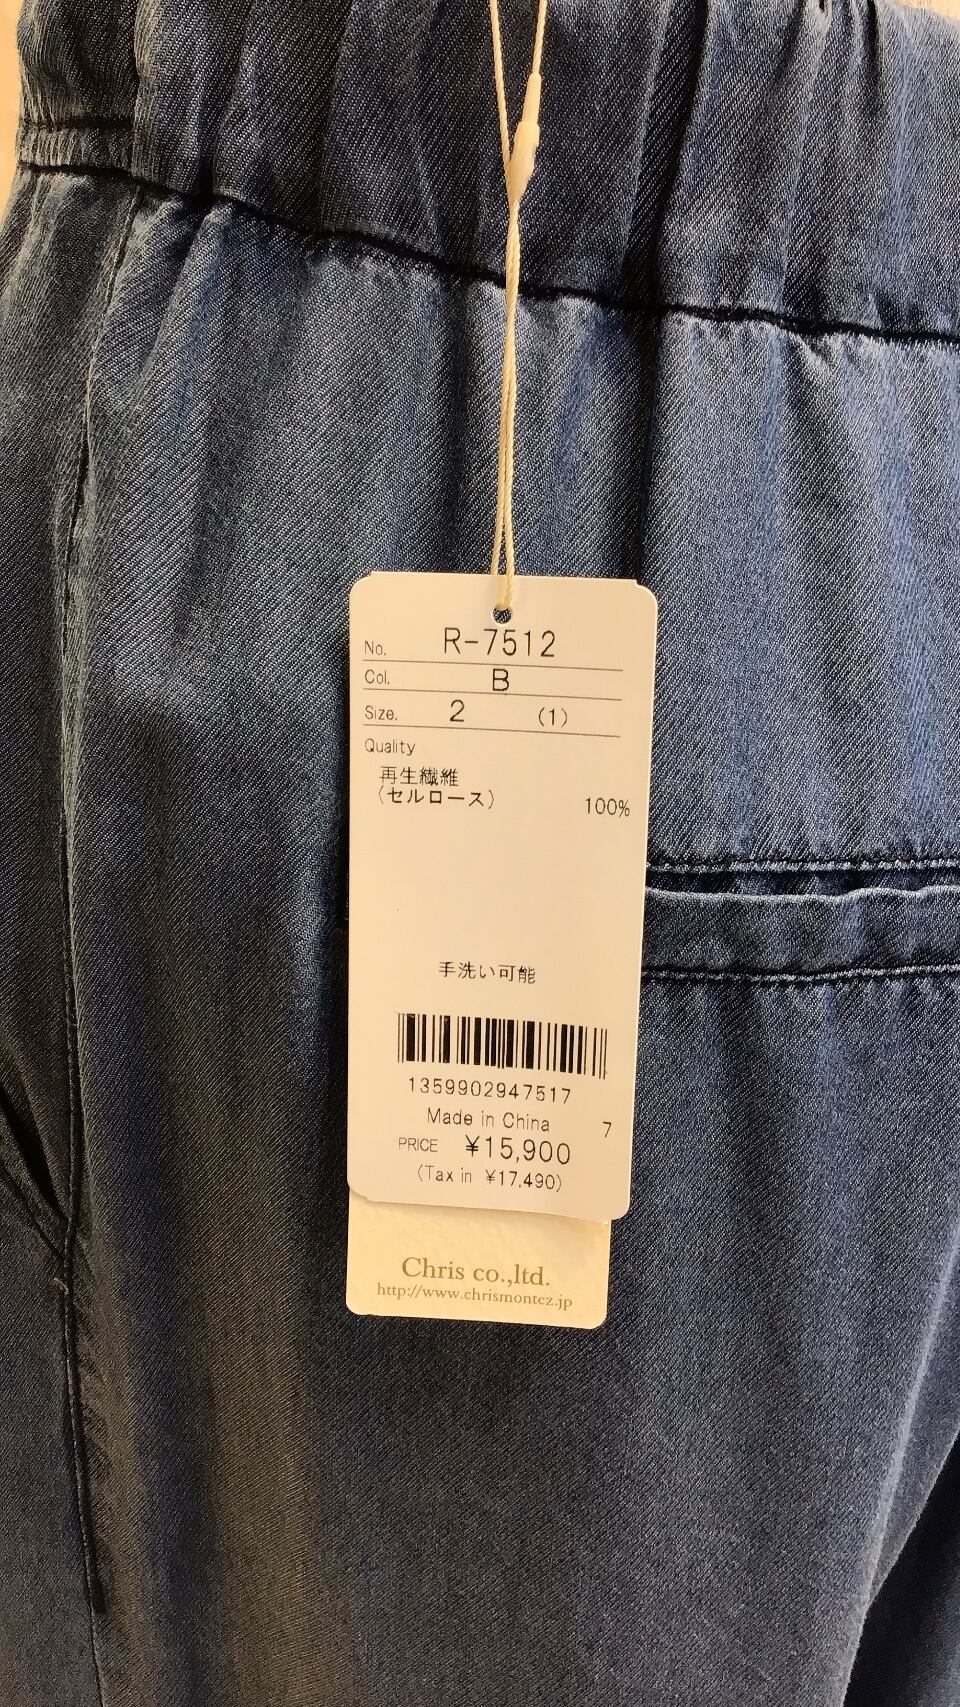 No. R-7512
Col. B
Size. 2 (1)
Quality
再生繊維
(セルロース) 100%
手洗い可能
1359902947517
Made in China 7
PRICE ¥15,900
(Tax in ¥17,490)
Chris co.,ltd.
http://www.chrismontez.jp